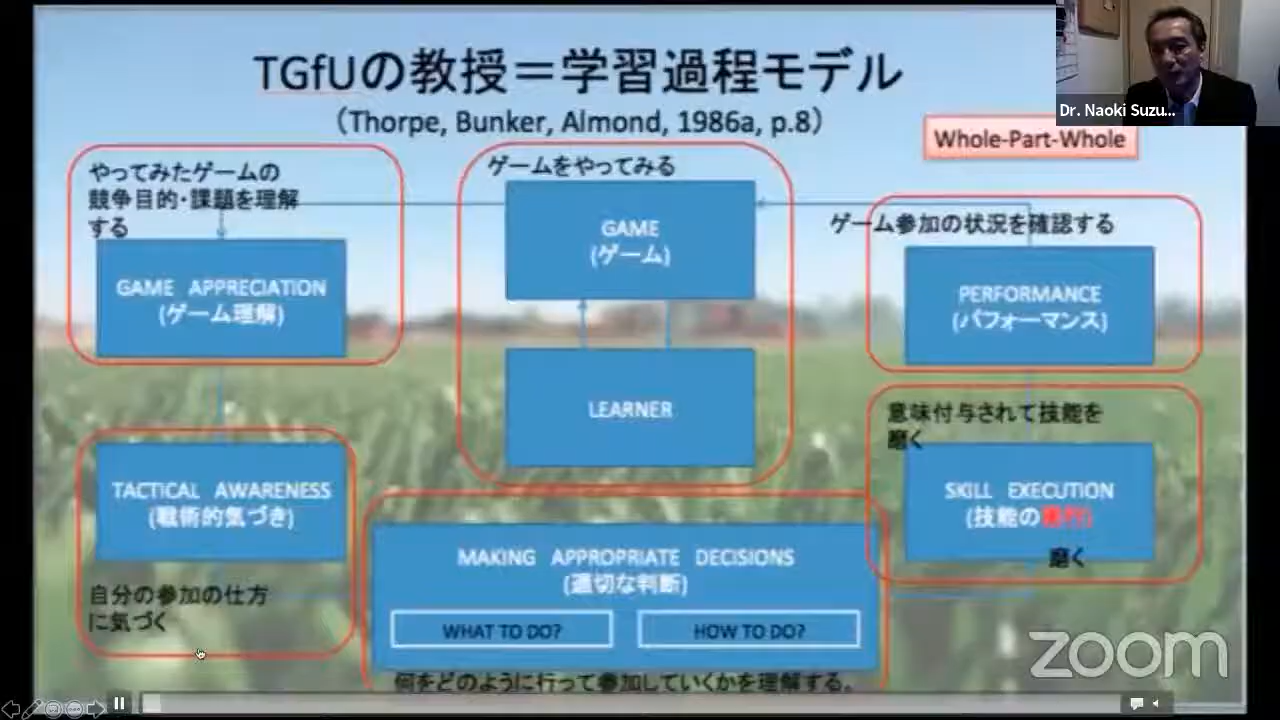 TGfUの教授＝学習過程モデル
（Thorpe, Bunker, Almond, 1986a, p.8）
Dr. Naoki Suzu...
Whole-Part-Whole
やってみたゲームの
競争目的・課題を理解
する
GAME APPRECIATION
(ゲーム理解)
ゲームをやってみる
GAME
(ゲーム)
LEARNER
ゲーム参加の状況を確認する
PERFORMANCE
(パフォーマンス)
意味付与されて技能を
磨く
SKILL EXECUTION
(技能の
磨く
TACTICAL AWARENESS
(戦術的気づき)
自分の参加の仕方
に気づく
MAKING APPROPRIATE DECISIONS
(適切な判断)
WHAT TO DO?
HOW TO DO?
何をどのように行って参加していくかを理解する。
zoom